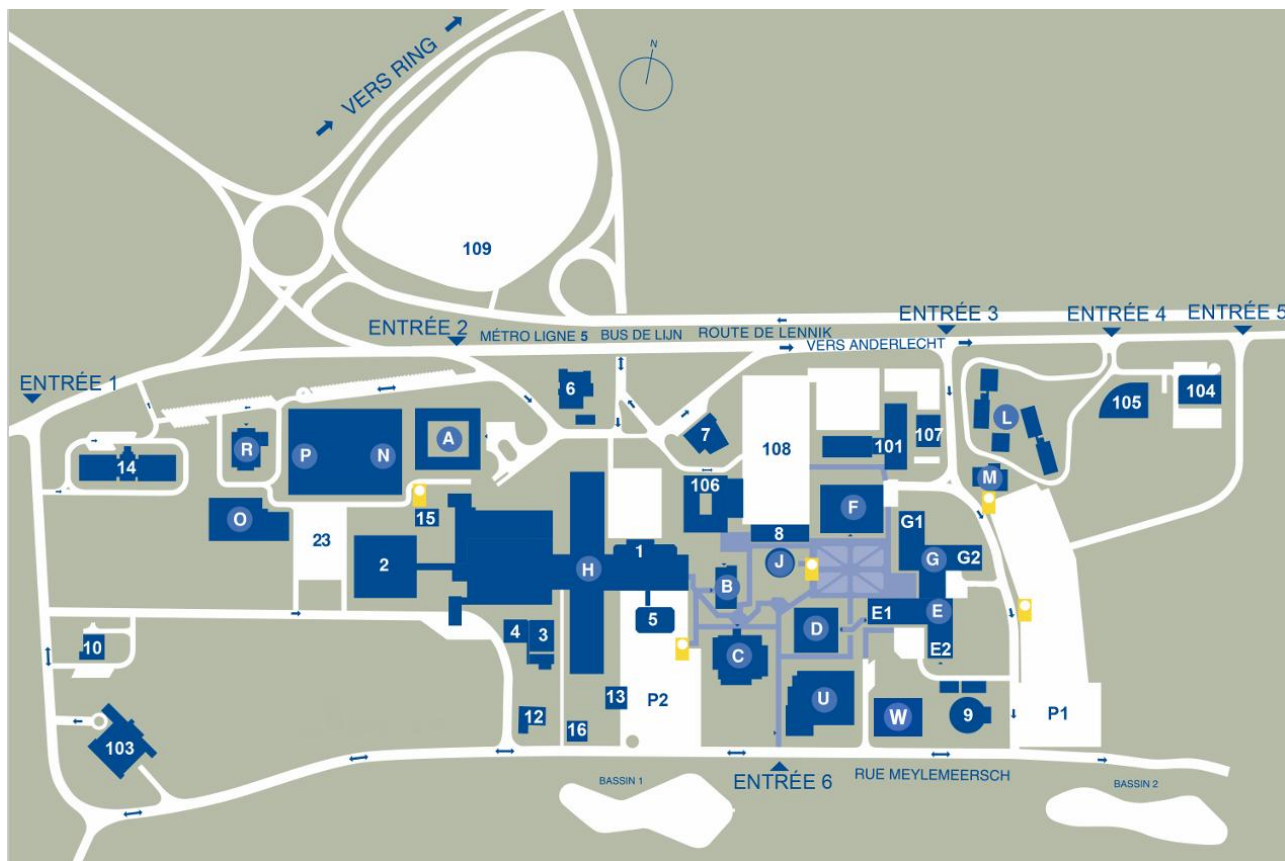 N
VERS RING
109
ENTRÉE 1
ENTRÉE 2
MÉTRO LIGNE 5
BUS DE LIJN
ROUTE DE LENNIK
VERS ANDERLECHT
ENTRÉE 3
ENTRÉE 4
ENTRÉE 5
6
7
108
101
107
L
105
104
14
R
P
N
A
M
O
23
15
106
F
8
G1
G
G2
2
H
1
J
B
5
E1
E
E2
10
4
3
D
C
103
12
16
13
P2
U
W
9
P1
BASSIN 1
ENTRÉE 6
RUE MEYLEMEERSCH
BASSIN 2